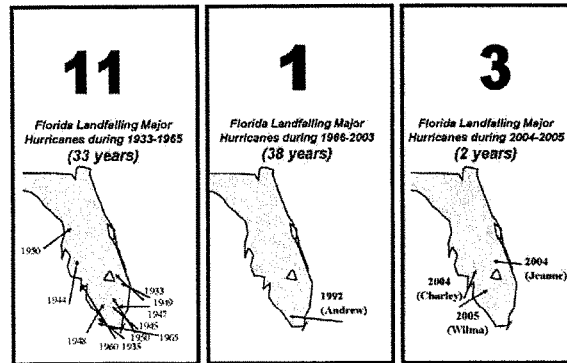 11
Florida Landfalling Major
Hurricanes during 1933-1965
(33 years)
1950
1944
1933
1949
1947
1945
1950
1965
1948
1960
1935
1
Florida Landfalling Major
Hurricanes during 1966-2003
(38 years)
1992
(Andrew)
3
Florida Landfalling Major
Hurricanes during 2004-2005
(2 years)
2004
(Jeanne)
2004
(Charley)
2005
(Wilma)